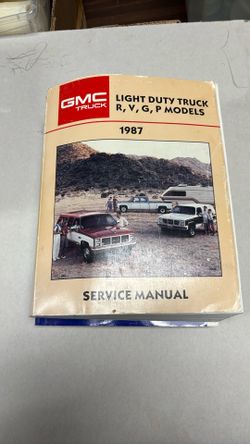 GMC
TRUCK
LIGHT DUTY TRUCK
R, V, G, P MODELS
1987
SERVICE MANUAL